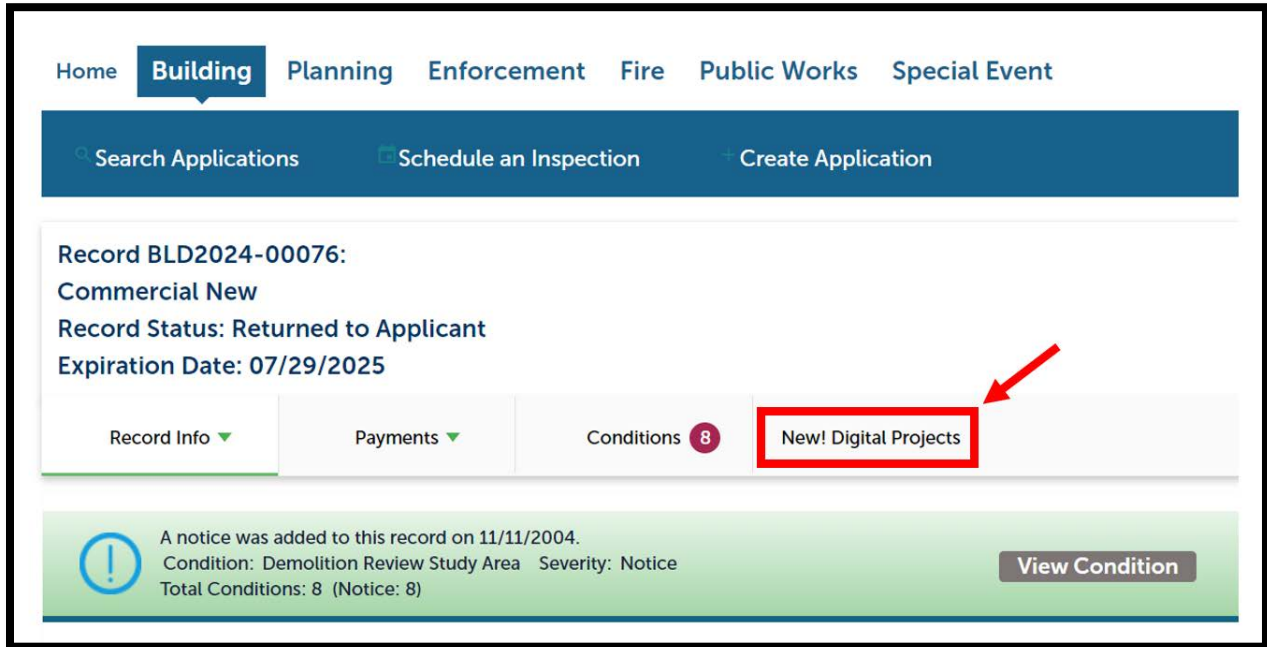 Home Building Planning Enforcement Fire Public Works Special Event
Search Applications Schedule an Inspection Create Application
Record BLD2024-00076:
Commercial New
Record Status: Returned to Applicant
Expiration Date: 07/29/2025
Record Info Payments Conditions 8 New! Digital Projects
A notice was added to this record on 11/11/2004.
Condition: Demolition Review Study Area Severity: Notice
Total Conditions: 8 (Notice: 8)
View Condition